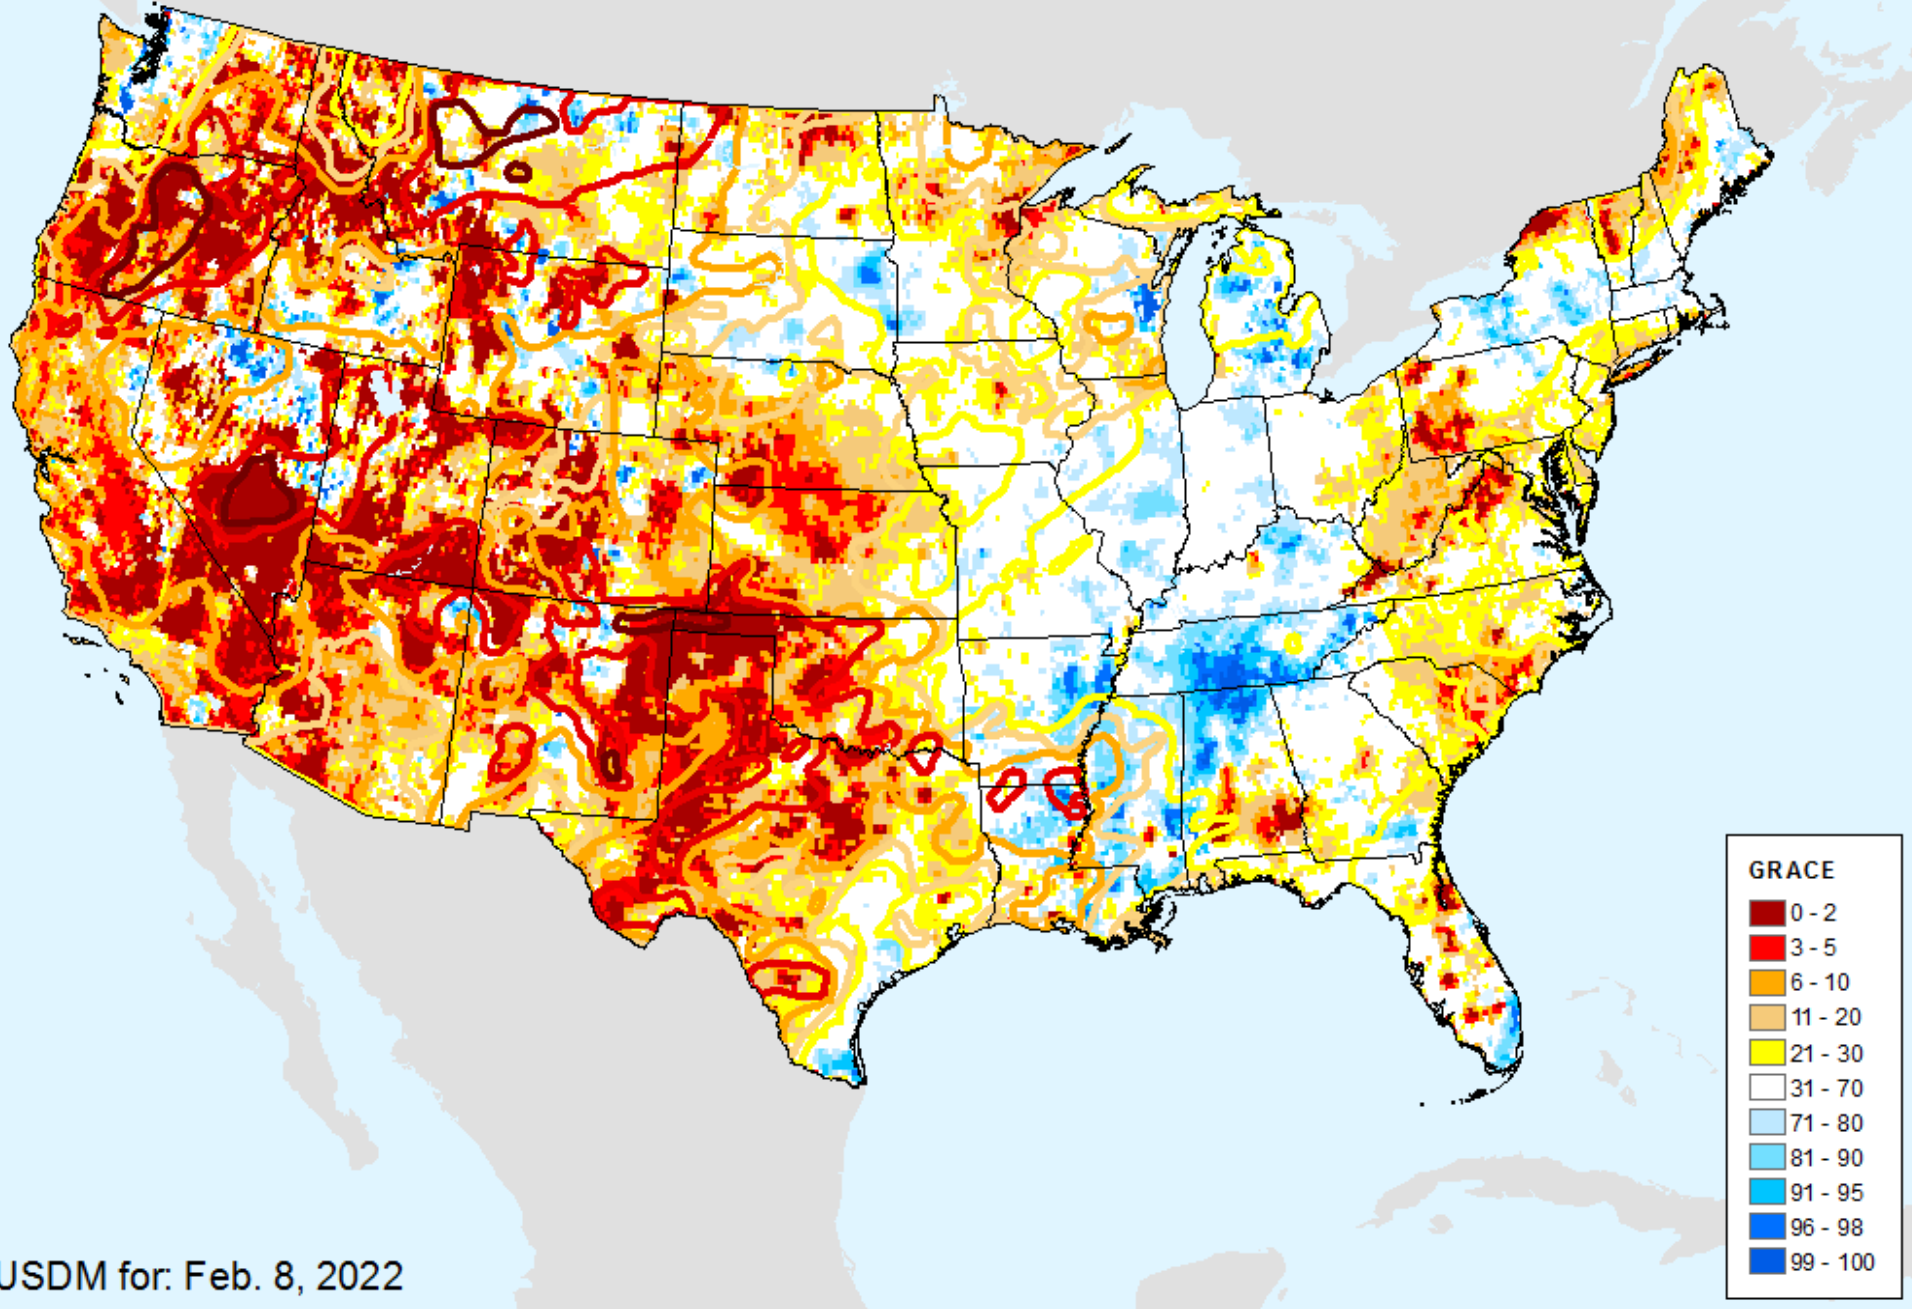 GRACE
0 - 2
3 - 5
6 - 10
11 - 20
21 - 30
31 - 70
71 - 80
81 - 90
91 - 95
96 - 98
99 - 100
USDM for: Feb. 8, 2022